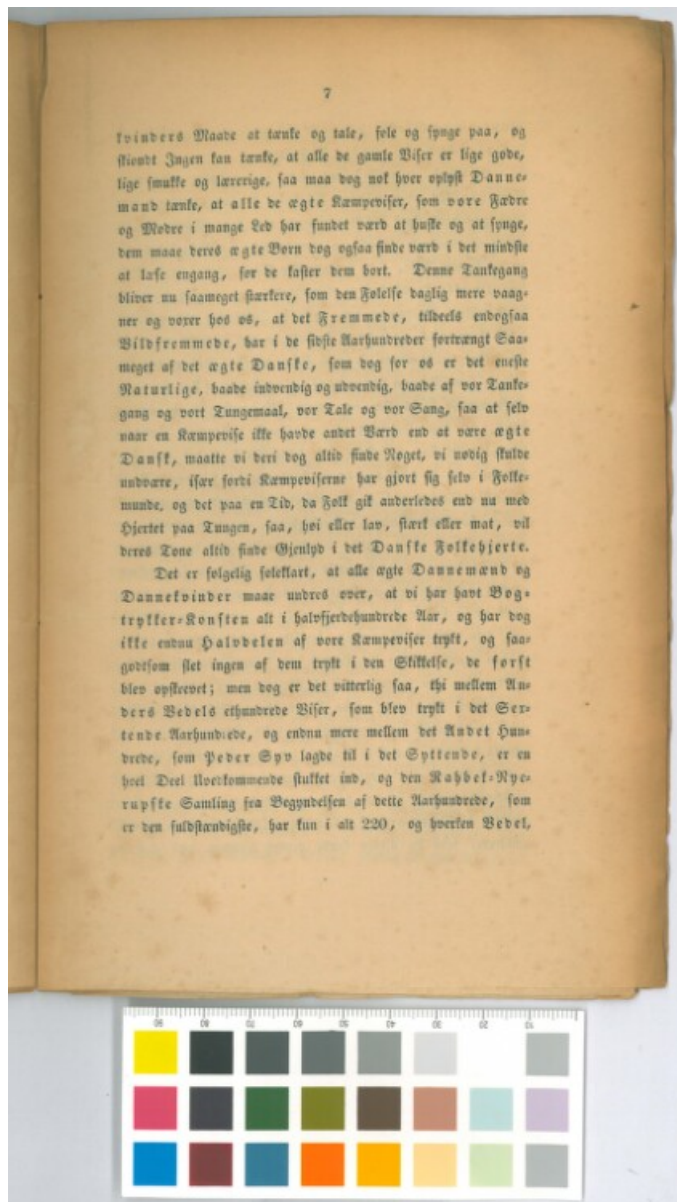 7
kvinders Maade at tænke og tale, føle og synge paa, og
skiøndt Ingen kan tænke, at alle de gamle Viser er lige gode,
lige smukke og lærerige, saa maa dog nok hver oplyst Danne-
mand tænke, at alle de ægte Kæmpeviser, som vore Fædre
og Mødre i mange Led har fundet værd at huske og at synge,
dem maae deres ægte Børn dog ogsaa finde værd i det mindste
at læse engang, før de kaster dem bort. Denne Tankegang
bliver nu saameget stærkere, som den Følelse daglig mere vaag-
ner og voxer hos os, at det Fremmede, tildeels endogsaa
Vildfremmede, har i de sidste Aarhundreder fortrængt Saa-
meget af det ægte Danske, som dog for os er det eneste
Naturlige, baade indvendig og udvendig, baade af vor Tanke-
gang og vort Tungemaal, vor Tale og vor Sang, saa at selv
naar en Kæmpevise ikke havde andet Værd end at være ægte
Dansk, maatte vi deri dog altid finde Noget, vi nødig skulde
undvære, især fordi Kæmpeviserne har gjort sig selv i Folke-
munde, og det paa en Tid, da Folk gik anderledes end nu med
Hjertet paa Tungen, saa, høi eller lav, stærk eller mat, vil
deres Tone altid finde Gjenlyd i det Danske Folkehjerte.
Det er følgelig soleklart, at alle ægte Dannemænd og
Dannekvinder maae undres over, at vi har havt Bog-
trykker-Konsten alt i halvfjerdehundrede Aar, og har dog
ikke endnu Halvdelen af vore Kæmpeviser trykt, og saa-
godtsom slet ingen af dem trykt i den Skikkelse, de først
blev opskrevet; men dog er det vitterlig saa, thi mellem An-
ders Vedels ethundrede Viser, som blev trykt i det Sex-
tende Aarhundrede, og endnu mere mellem det Andet Hun-
drede, som Peder Syv lagde til i det Syttende, er en
heel Deel Uvedkommende stukket ind, og den Rahbek-Nye-
rupske Samling fra Begyndelsen af dette Aarhundrede, som
er den fuldstændigste, har kun i alt 220, og hverken Vedel,
90 80 70 60 50 40 30 20 10